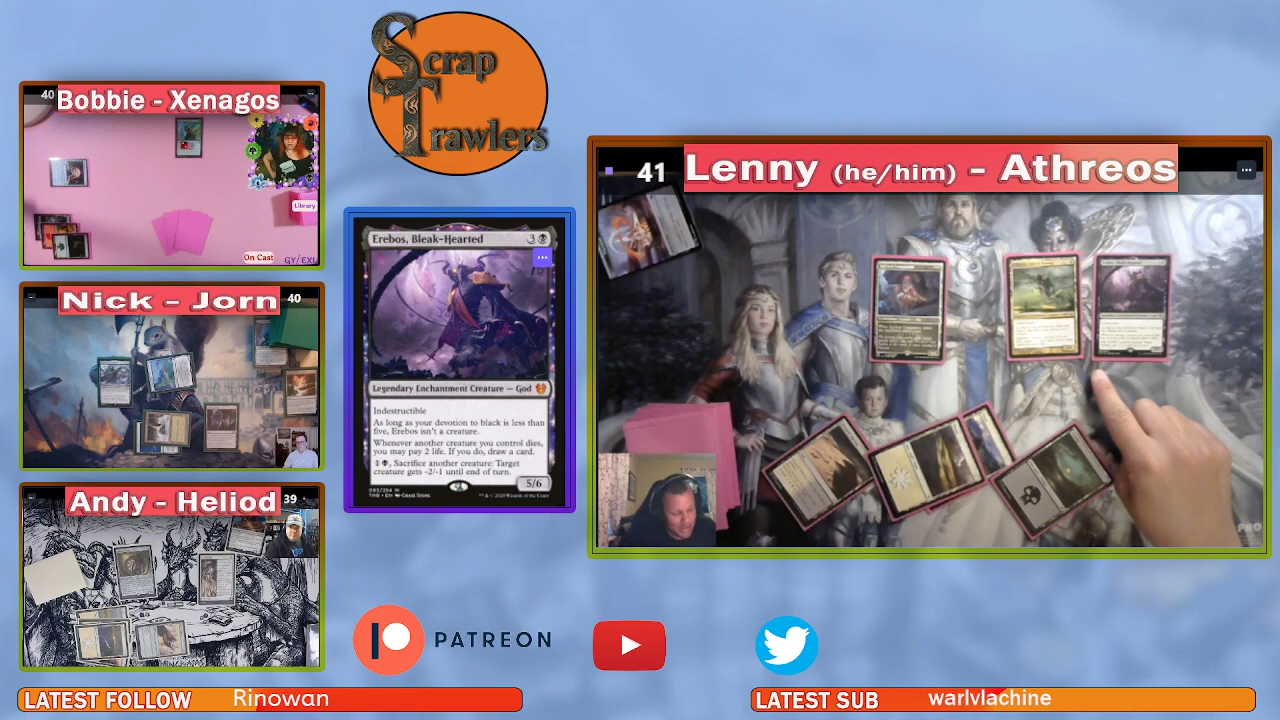 Scrap
Trawlers
40
Bobbie - Xenagos
Library
On Cast
GY/EXL
Nick - Jorn
40
Andy - Heliod
39
Erebos, Bleak-Hearted
3
Legendary Enchantment Creature — God
Indestructible
As long as your devotion to black is less than
five, Erebos isn't a creature.
Whenever another creature you control dies,
you may pay 2 life. If you do, draw a card.
Sacrifice another creature: Target
creature gets -2/-1 until end of turn.
5/6
41
Lenny (he/him) - Athreos
PATREON
LATEST FOLLOW
Rinowan
LATEST SUB
warlvlachine